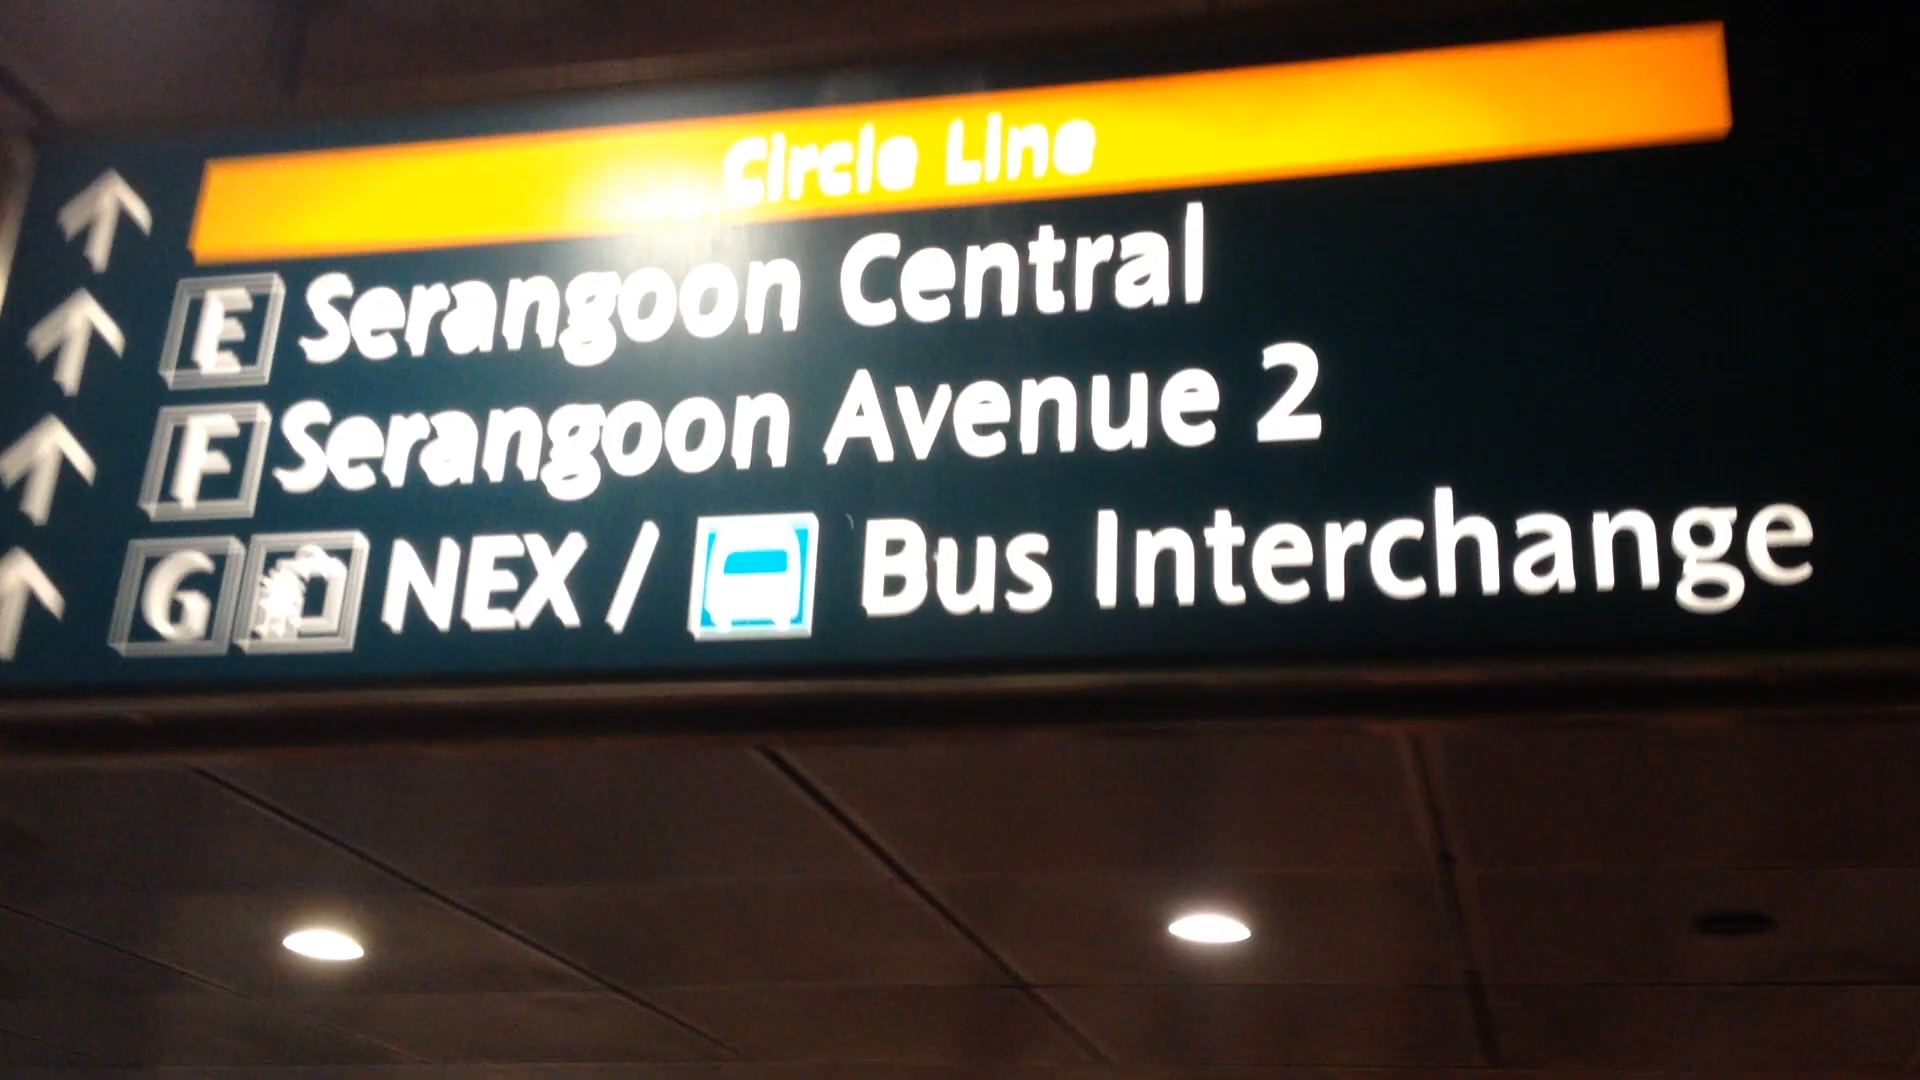 Circle Line
E Serangoon Central
F Serangoon Avenue 2
G NEX / Bus Interchange